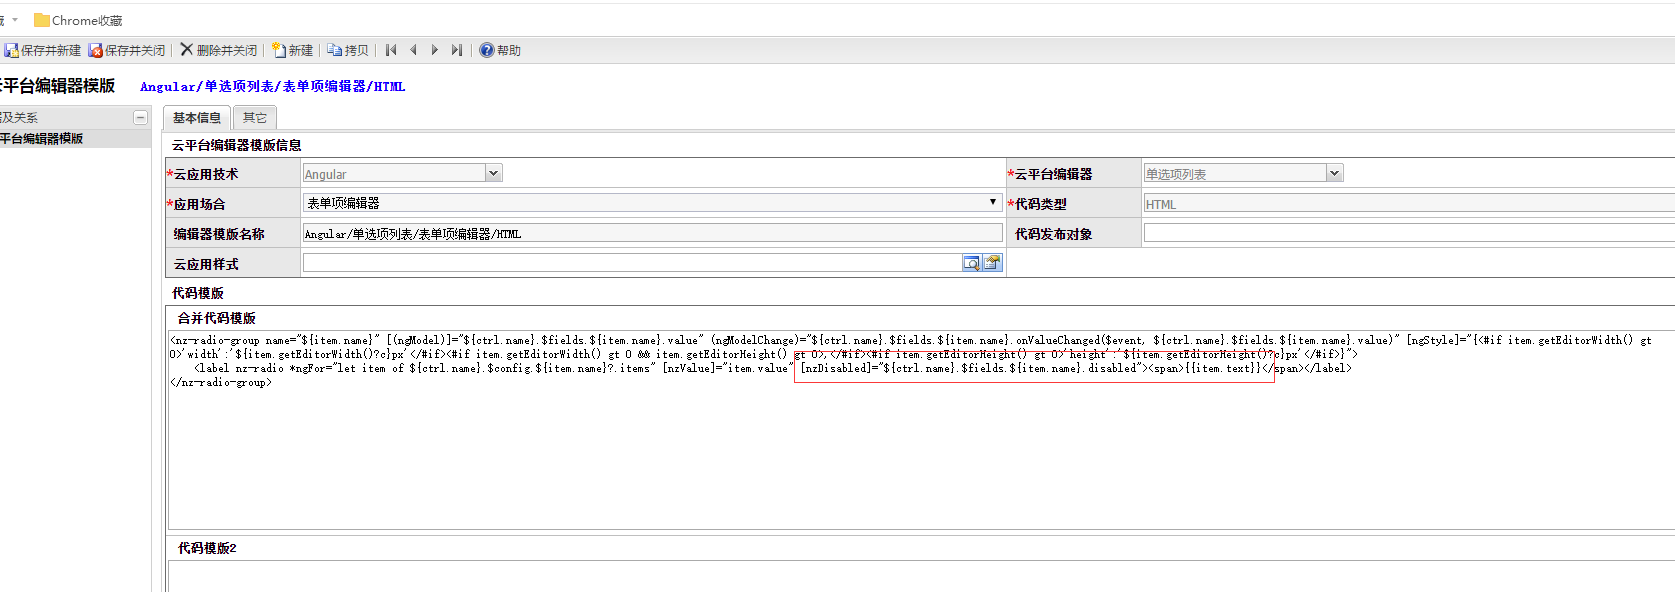 Chrome收藏
保存并新建 保存并关闭 删除并关闭 新建 拷贝 帮助
平台编辑器模版 Angular/单选项列表/表单项编辑器/HTML
及关系
平台编辑器模版
基本信息 其它
云平台编辑器模版信息
*云应用技术 Angular *云平台编辑器 单选项列表
*应用场合 表单项编辑器 *代码类型 HTML
编辑器模版名称 Angular/单选项列表/表单项编辑器/HTML 代码发布对象
云应用样式
代码模版
合并代码模版
<nz-radio-group name="${item.name}" [(ngModel)]="${ctrl.name}.$fields.${item.name}.value" (ngModelChange)="${ctrl.name}.$fields.${item.name}.onValueChanged($event, ${ctrl.name}.$fields.${item.name}.value)" [ngStyle]="{<#if item.getEditorWidth() gt
0>'width':'${item.getEditorWidth()?c}px'</#if><#if item.getEditorWidth() gt 0 && item.getEditorHeight() gt 0>,</#if><#if item.getEditorHeight() gt 0>'height':'${item.getEditorHeight()?c}px'</#if>}">
<label nz-radio *ngFor="let item of ${ctrl.name}.$config.${item.name}?.items" [nzValue]="item.value" [nzDisabled]="${ctrl.name}.$fields.${item.name}.disabled"><span>{{item.text}}</span></label>
</nz-radio-group>
代码模版2